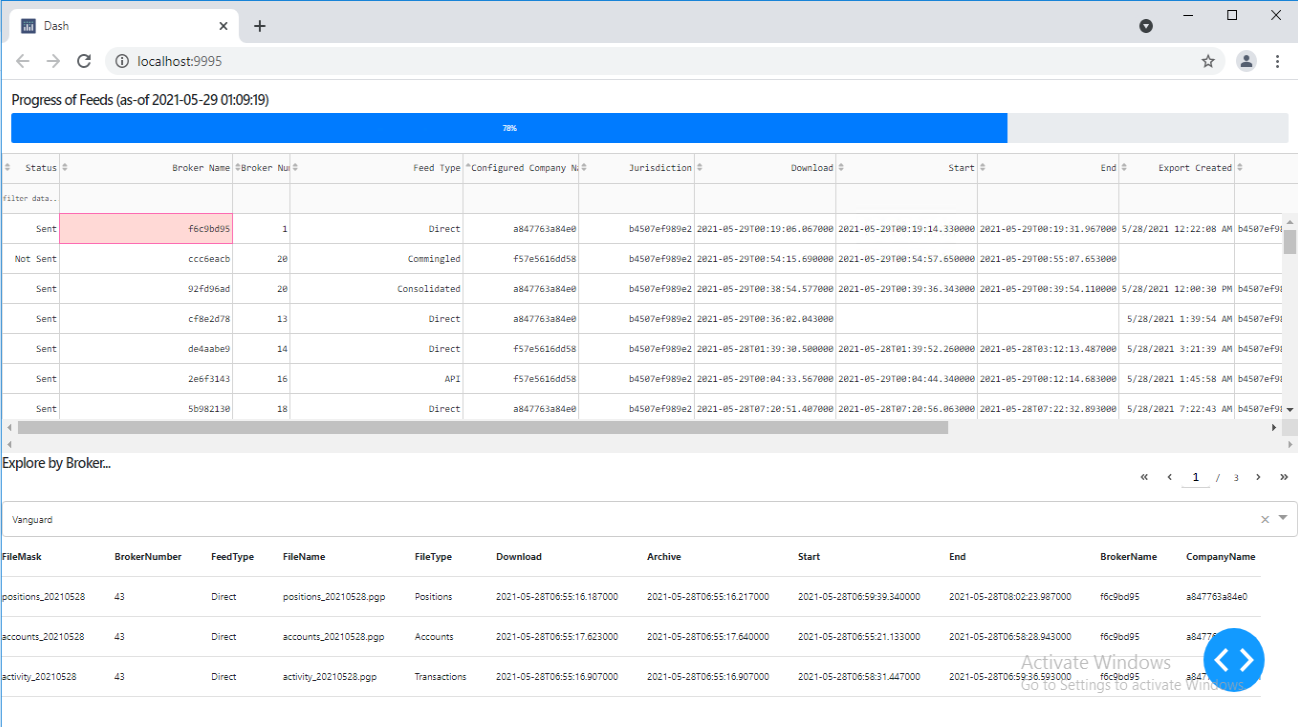 Dash
localhost:9995
Progress of Feeds (as-of 2021-05-29 01:09:19)
78%
Status Broker Name Broker Nu Feed Type Configured Company N Jurisdiction Download Start End Export Created
filter data..
Sent f6c9bd95 1 Direct a847763a84e0 b4507ef989e2 2021-05-29T00:19:06.067000 2021-05-29T00:19:14.330000 2021-05-29T00:19:31.967000 5/28/2021 12:22:08 AM b4507ef98
Not Sent ccc6eacb 20 Commingled f57e5616dd58 b4507ef989e2 2021-05-29T00:54:15.690000 2021-05-29T00:54:57.650000 2021-05-29T00:55:07.653000
Sent 92fd96ad 20 Consolidated a847763a84e0 b4507ef989e2 2021-05-29T00:38:54.577000 2021-05-29T00:39:36.343000 2021-05-29T00:39:54.110000 5/28/2021 12:00:30 PM b4507ef98
Sent cf8e2d78 13 Direct a847763a84e0 b4507ef989e2 2021-05-29T00:36:02.043000 5/28/2021 1:39:54 AM b4507ef98
Sent de4aabe9 14 Direct f57e5616dd58 b4507ef989e2 2021-05-28T01:39:30.500000 2021-05-28T01:39:52.260000 2021-05-28T03:12:13.487000 5/28/2021 3:21:39 AM b4507ef98
Sent 2e6f3143 16 API f57e5616dd58 b4507ef989e2 2021-05-29T00:04:33.567000 2021-05-29T00:04:44.340000 2021-05-29T00:12:14.683000 5/28/2021 1:45:58 AM b4507ef98
Sent 5b982130 18 Direct a847763a84e0 b4507ef989e2 2021-05-28T07:20:51.407000 2021-05-28T07:20:56.063000 2021-05-28T07:22:32.893000 5/28/2021 7:22:43 AM b4507ef98
Explore by Broker...
« ‹ 1 / 3 › »
Vanguard
FileMask BrokerNumber FeedType FileName FileType Download Archive Start End BrokerName CompanyName
positions_20210528 43 Direct positions_20210528.pgp Positions 2021-05-28T06:55:16.187000 2021-05-28T06:55:16.217000 2021-05-28T06:59:39.340000 2021-05-28T08:02:23.987000 f6c9bd95 a847763a84e0
accounts_20210528 43 Direct accounts_20210528.pgp Accounts 2021-05-28T06:55:17.623000 2021-05-28T06:55:17.640000 2021-05-28T06:55:21.133000 2021-05-28T06:58:28.943000 f6c9bd95 a8477
activity_20210528 43 Direct activity_20210528.pgp Transactions 2021-05-28T06:55:16.907000 2021-05-28T06:55:16.907000 2021-05-28T06:58:31.447000 2021-05-28T06:59:36.593000 f6c9bd95 a847
Activate Windows
Go to Settings to activate Windows.